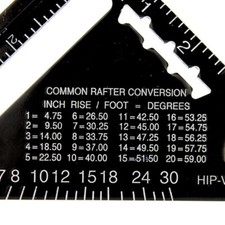 1
2
COMMON RAFTER CONVERSION
INCH RISE / FOOT = DEGREES
1 = 4.75 6 = 26.50 11 = 42.50 16 = 53.25
2 = 9.50 7 = 30.25 12 = 45.00 17 = 54.75
3 = 14.00 8 = 33.75 13 = 47.25 18 = 56.25
4 = 18.50 9 = 37.00 14 = 49.50 19 = 57.75
5 = 22.50 10 = 40.00 15 = 51.50 20 = 59.00
7 8 10 12 15 18 24 30 HIP-V